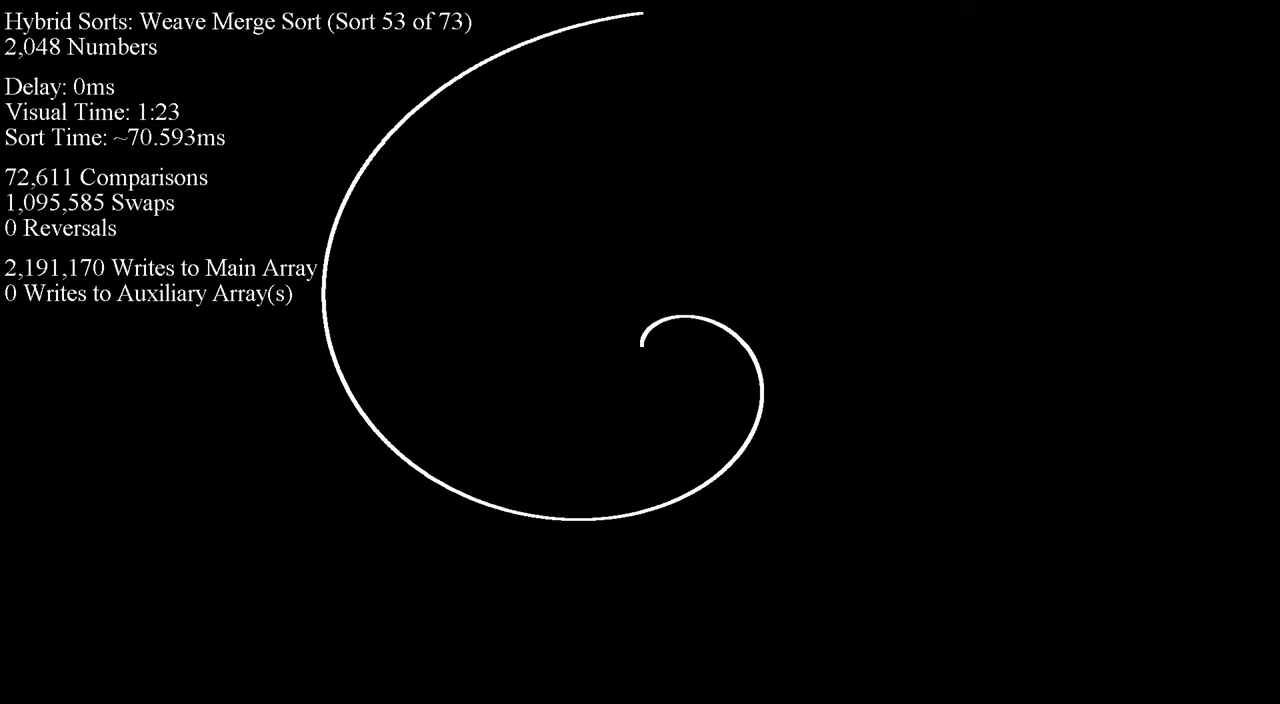 Hybrid Sorts: Weave Merge Sort (Sort 53 of 73)
2,048 Numbers
Delay: 0ms
Visual Time: 1:23
Sort Time: ~70.593ms
72,611 Comparisons
1,095,585 Swaps
0 Reversals
2,191,170 Writes to Main Array
0 Writes to Auxiliary Array(s)